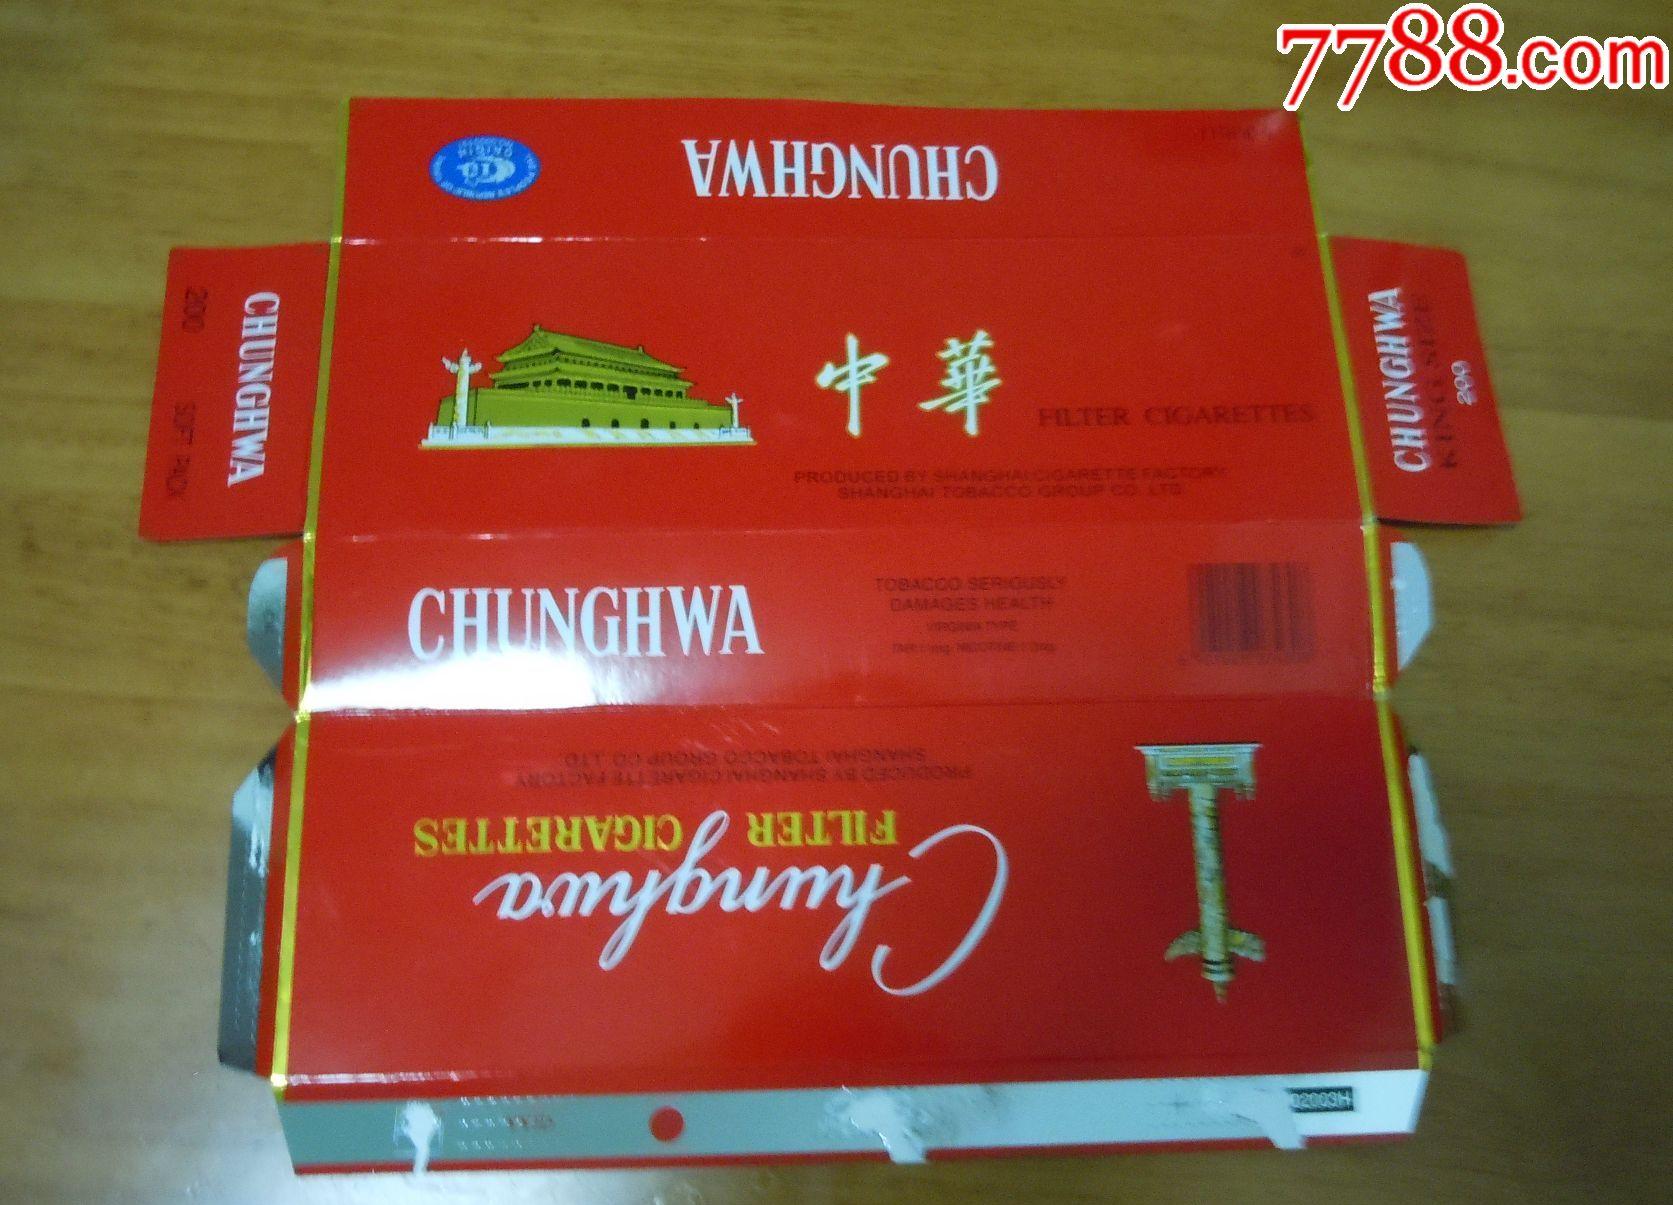 7788.com
CHUNGHWA
CHUNGHWA
200 SOFT PACK
中華
FILTER CIGARETTES
PRODUCED BY SHANGHAI CIGARETTE FACTORY
SHANGHAI TOBACCO GROUP CO. LTD
CHUNGHWA
KING SIZE
200
CHUNGHWA
TOBACCO SERIOUSLY
DAMAGES HEALTH
VIRGINIA TYPE
Chunghwa
FILTER CIGARETTES
PRODUCED BY SHANGHAI CIGARETTE FACTORY
SHANGHAI TOBACCO GROUP CO. LTD.
02003H